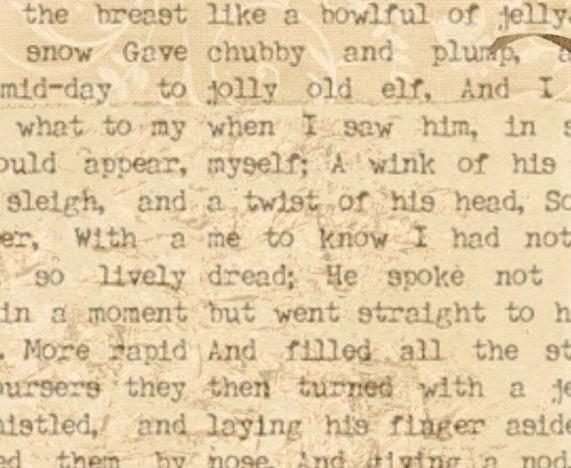 the breast
snow Gave
mid-day to
what to my
ould appear,
sleigh, and
er, With a
so lively
in a moment
. More rapid
oursers they
histled, and
ed them by
like a bowlful of jelly
chubby and plump, a
jolly old elf, And I
when I saw him, in s
myself; A wink of his
a twist of his head, So
me to know I had not
dread; He spoke not
but went straight to h
And filled all the st
then turned with a je
laying his finger aside
nose, And giving a nod